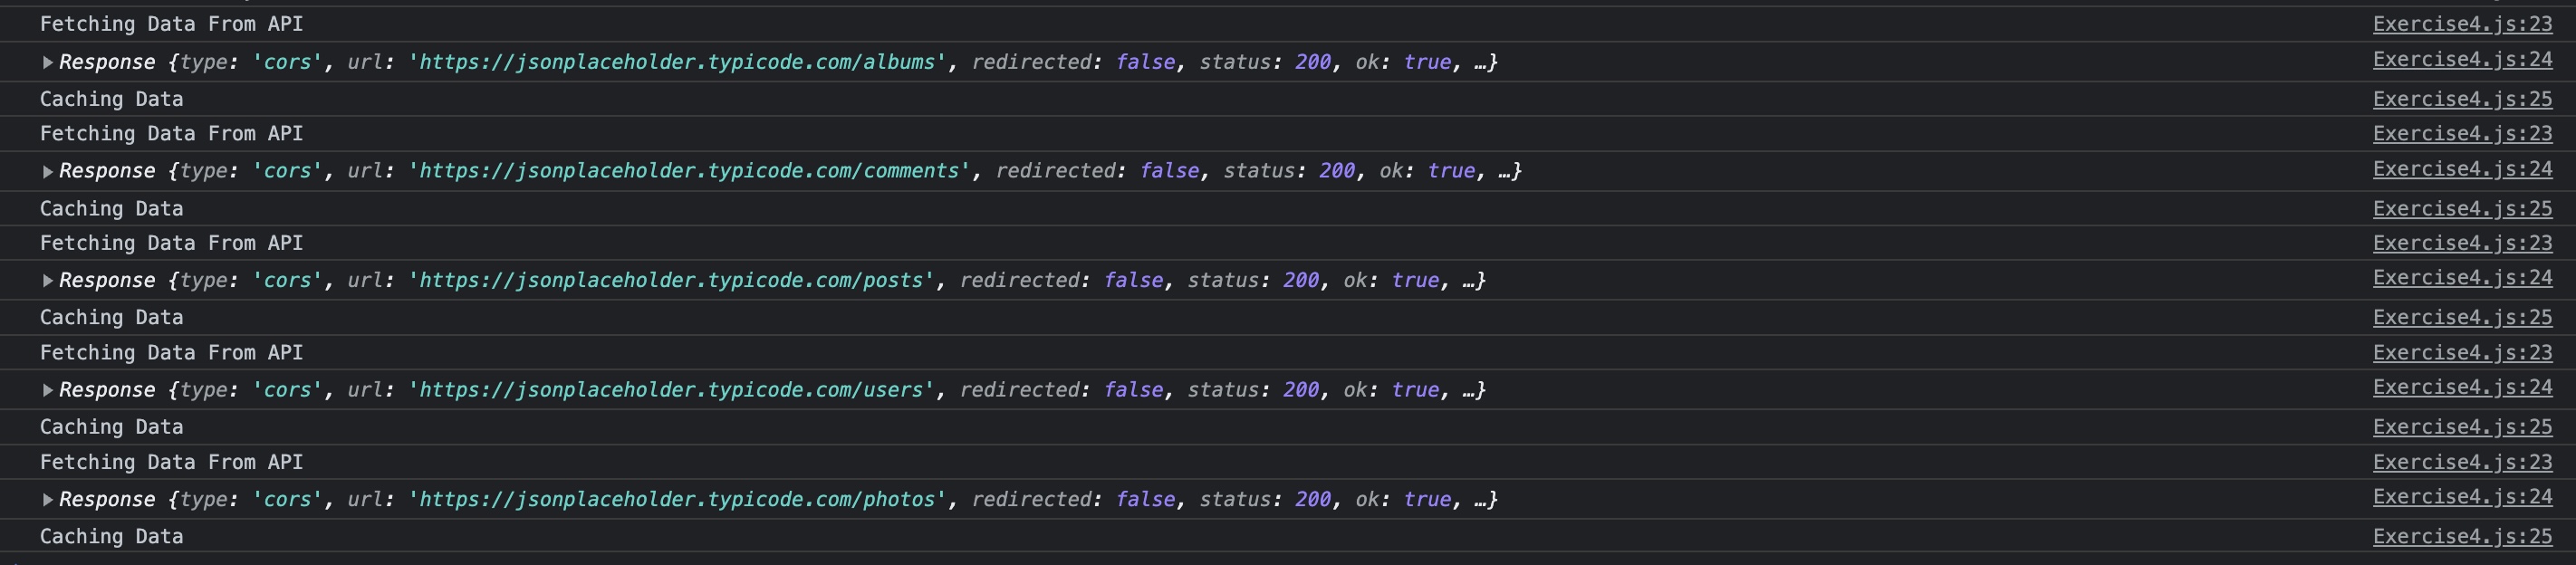 Fetching Data From API Exercise4.js:23
▶Response {type: 'cors', url: 'https://jsonplaceholder.typicode.com/albums', redirected: false, status: 200, ok: true, …} Exercise4.js:24
Caching Data Exercise4.js:25
Fetching Data From API Exercise4.js:23
▶Response {type: 'cors', url: 'https://jsonplaceholder.typicode.com/comments', redirected: false, status: 200, ok: true, …} Exercise4.js:24
Caching Data Exercise4.js:25
Fetching Data From API Exercise4.js:23
▶Response {type: 'cors', url: 'https://jsonplaceholder.typicode.com/posts', redirected: false, status: 200, ok: true, …} Exercise4.js:24
Caching Data Exercise4.js:25
Fetching Data From API Exercise4.js:23
▶Response {type: 'cors', url: 'https://jsonplaceholder.typicode.com/users', redirected: false, status: 200, ok: true, …} Exercise4.js:24
Caching Data Exercise4.js:25
Fetching Data From API Exercise4.js:23
▶Response {type: 'cors', url: 'https://jsonplaceholder.typicode.com/photos', redirected: false, status: 200, ok: true, …} Exercise4.js:24
Caching Data Exercise4.js:25